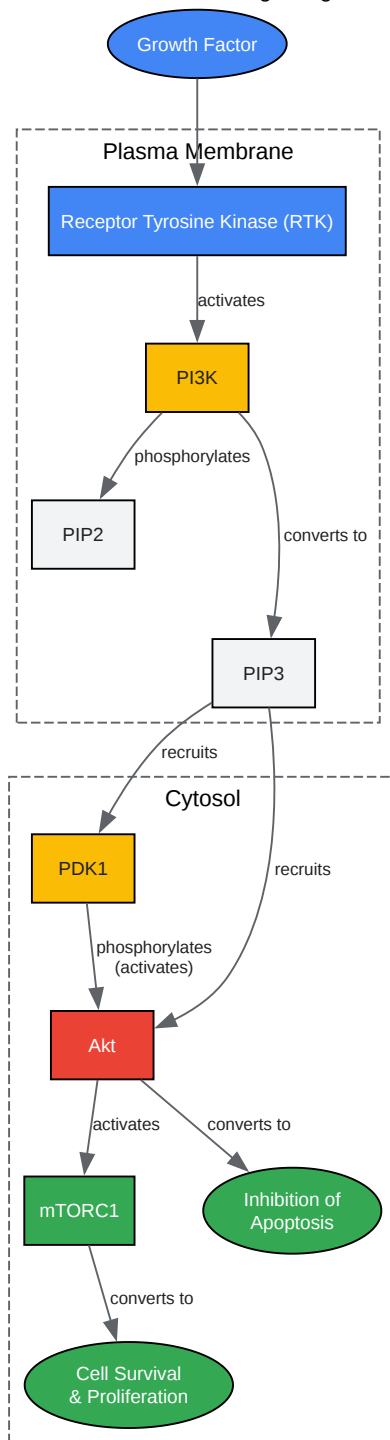 Growth Factor
Plasma Membrane
Receptor Tyrosine Kinase (RTK)
activates
PI3K
phosphorylates
PIP2
converts to
PIP3
recruits
Cytosol
PDK1
recruits
phosphorylates
(activates)
Akt
activates
converts to
mTORC1
Inhibition of
Apoptosis
converts to
Cell Survival
& Proliferation